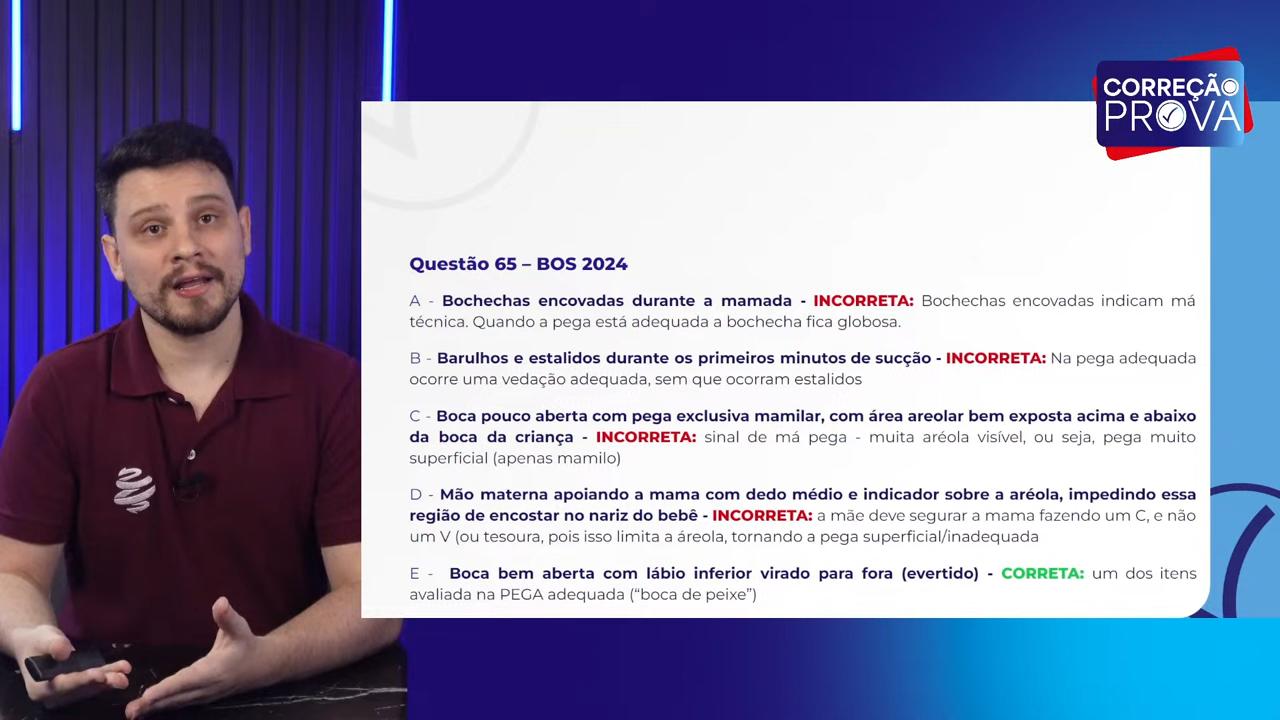 CORREÇÃO
PROVA
Questão 65 – BOS 2024
A - Bochechas encovadas durante a mamada - INCORRETA: Bochechas encovadas indicam má
técnica. Quando a pega está adequada a bochecha fica globosa.
B - Barulhos e estalidos durante os primeiros minutos de sucção - INCORRETA: Na pega adequada
ocorre uma vedação adequada, sem que ocorram estalidos
C - Boca pouco aberta com pega exclusiva mamilar, com área areolar bem exposta acima e abaixo
da boca da criança - INCORRETA: sinal de má pega - muita aréola visível, ou seja, pega muito
superficial (apenas mamilo)
D - Mão materna apoiando a mama com dedo médio e indicador sobre a aréola, impedindo essa
região de encostar no nariz do bebê - INCORRETA: a mãe deve segurar a mama fazendo um C, e não
um V (ou tesoura, pois isso limita a áreola, tornando a pega superficial/inadequada
E - Boca bem aberta com lábio inferior virado para fora (evertido) - CORRETA: um dos itens
avaliada na PEGA adequada (“boca de peixe”)